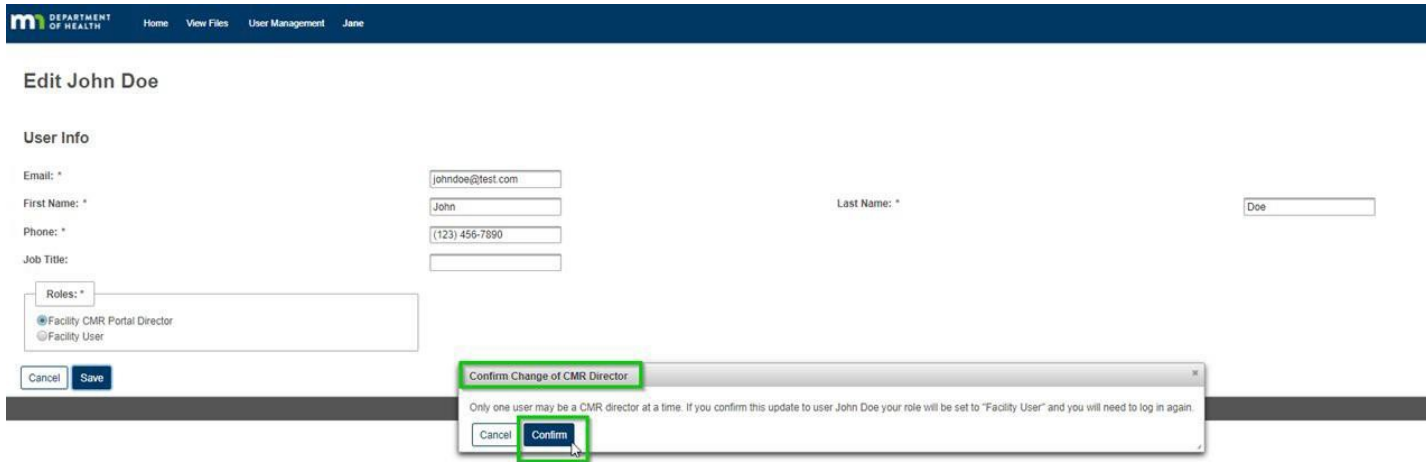 DEPARTMENT
OF HEALTH
Home View Files User Management Jane
Edit John Doe
User Info
Email: *
johndoe@test.com
First Name: *
John
Last Name: *
Doe
Phone: *
(123) 456-7890
Job Title:
Roles: *
Facility CMR Portal Director
Facility User
Cancel Save
Confirm Change of CMR Director
Only one user may be a CMR director at a time. If you confirm this update to user John Doe your role will be set to "Facility User" and you will need to log in again.
Cancel Confirm